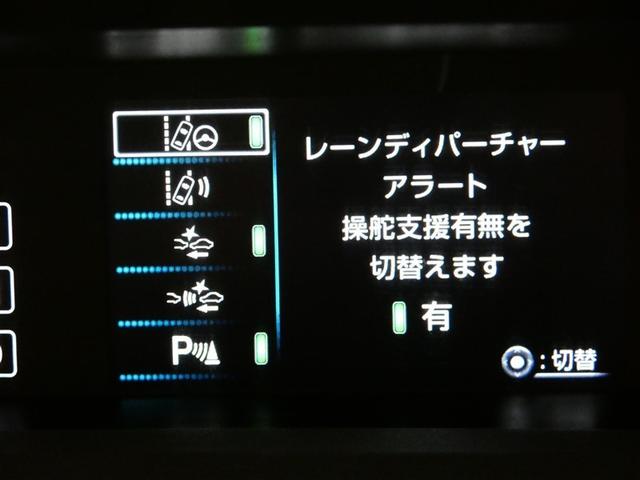 レーンディパーチャー
アラート
操舵支援有無を
切替えます
有
:切替
P